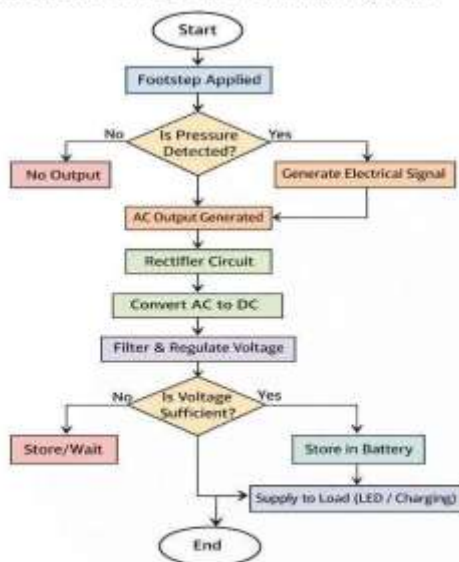 Start
Footstep Applied
No
Is Pressure
Detected?
Yes
No Output
Generate Electrical Signal
AC Output Generated
Rectifier Circuit
Convert AC to DC
Filter & Regulate Voltage
No
Is Voltage
Sufficient?
Yes
Store/Wait
Store in Battery
Supply to Load (LED / Charging)
End